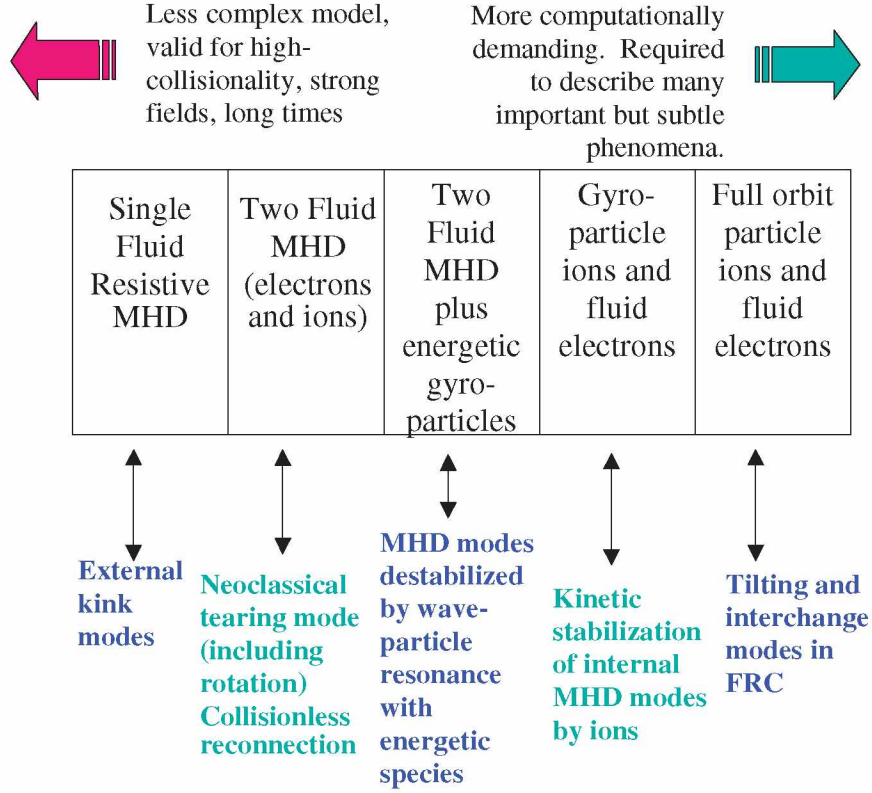 Less complex model,
valid for high-
collisionality, strong
fields, long times
More computationally
demanding.  Required
to describe many
important but subtle
phenomena.
Single
Fluid
Resistive
MHD
Two Fluid
MHD
(electrons
and ions)
Two
Fluid
MHD
plus
energetic
gyro-
particles
Gyro-
particle
ions and
fluid
electrons
Full orbit
particle
ions and
fluid
electrons
External
kink
modes
Neoclassical
tearing mode
(including
rotation)
Collisionless
reconnection
MHD modes
destabilized
by wave-
particle
resonance
with
energetic
species
Kinetic
stabilization
of internal
MHD modes
by ions
Tilting and
interchange
modes in
FRC